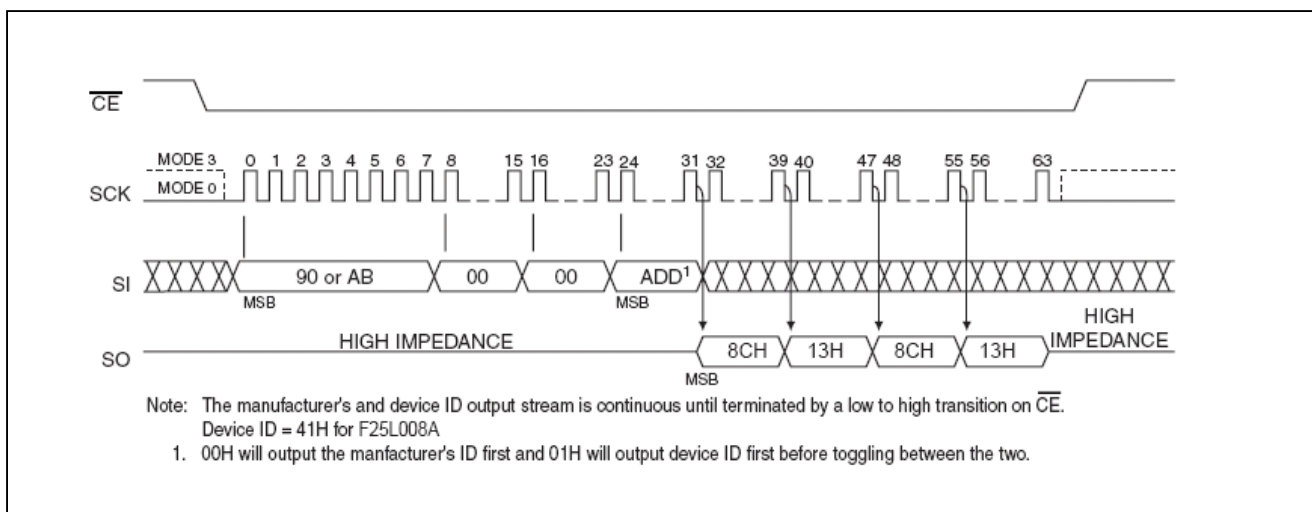 CE
MODE 3
0 1 2 3 4 5 6 7 8 15 16 23 24 31 32 39 40 47 48 55 56 63
SCK
MODE 0
SI
90 or AB 00 00 ADD1
MSB MSB
HIGH IMPEDANCE
HIGH IMPEDANCE
SO
8CH 13H 8CH 13H
MSB
Note: The manufacturer's and device ID output stream is continuous until terminated by a low to high transition on CE.
Device ID = 41H for F25L008A
1. 00H will output the manfacturer's ID first and 01H will output device ID first before toggling between the two.